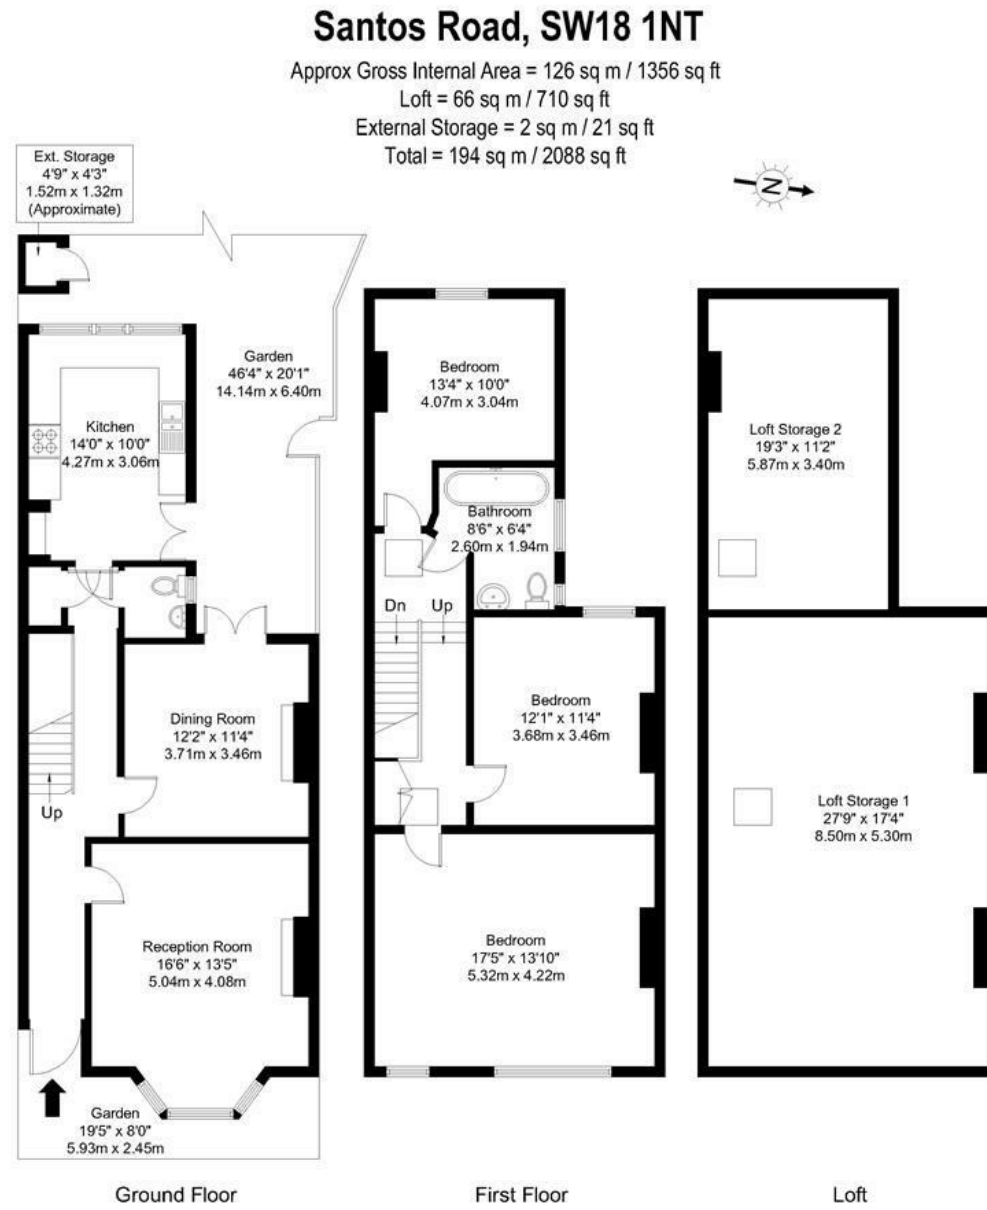 Santos Road, SW18 1NT
Approx Gross Internal Area = 126 sq m / 1356 sq ft
Loft = 66 sq m / 710 sq ft
External Storage = 2 sq m / 21 sq ft
Total = 194 sq m / 2088 sq ft
Ext. Storage
4'9" x 4'3"
1.52m x 1.32m
(Approximate)
N
Garden
46'4" x 20'1"
14.14m x 6.40m
Kitchen
14'0" x 10'0"
4.27m x 3.06m
Dining Room
12'2" x 11'4"
3.71m x 3.46m
Up
Reception Room
16'6" x 13'5"
5.04m x 4.08m
Garden
19'5" x 8'0"
5.93m x 2.45m
Ground Floor
Bedroom
13'4" x 10'0"
4.07m x 3.04m
Bathroom
8'6" x 6'4"
2.60m x 1.94m
Dn
Up
Bedroom
12'1" x 11'4"
3.68m x 3.46m
Bedroom
17'5" x 13'10"
5.32m x 4.22m
First Floor
Loft Storage 2
19'3" x 11'2"
5.87m x 3.40m
Loft Storage 1
27'9" x 17'4"
8.50m x 5.30m
Loft